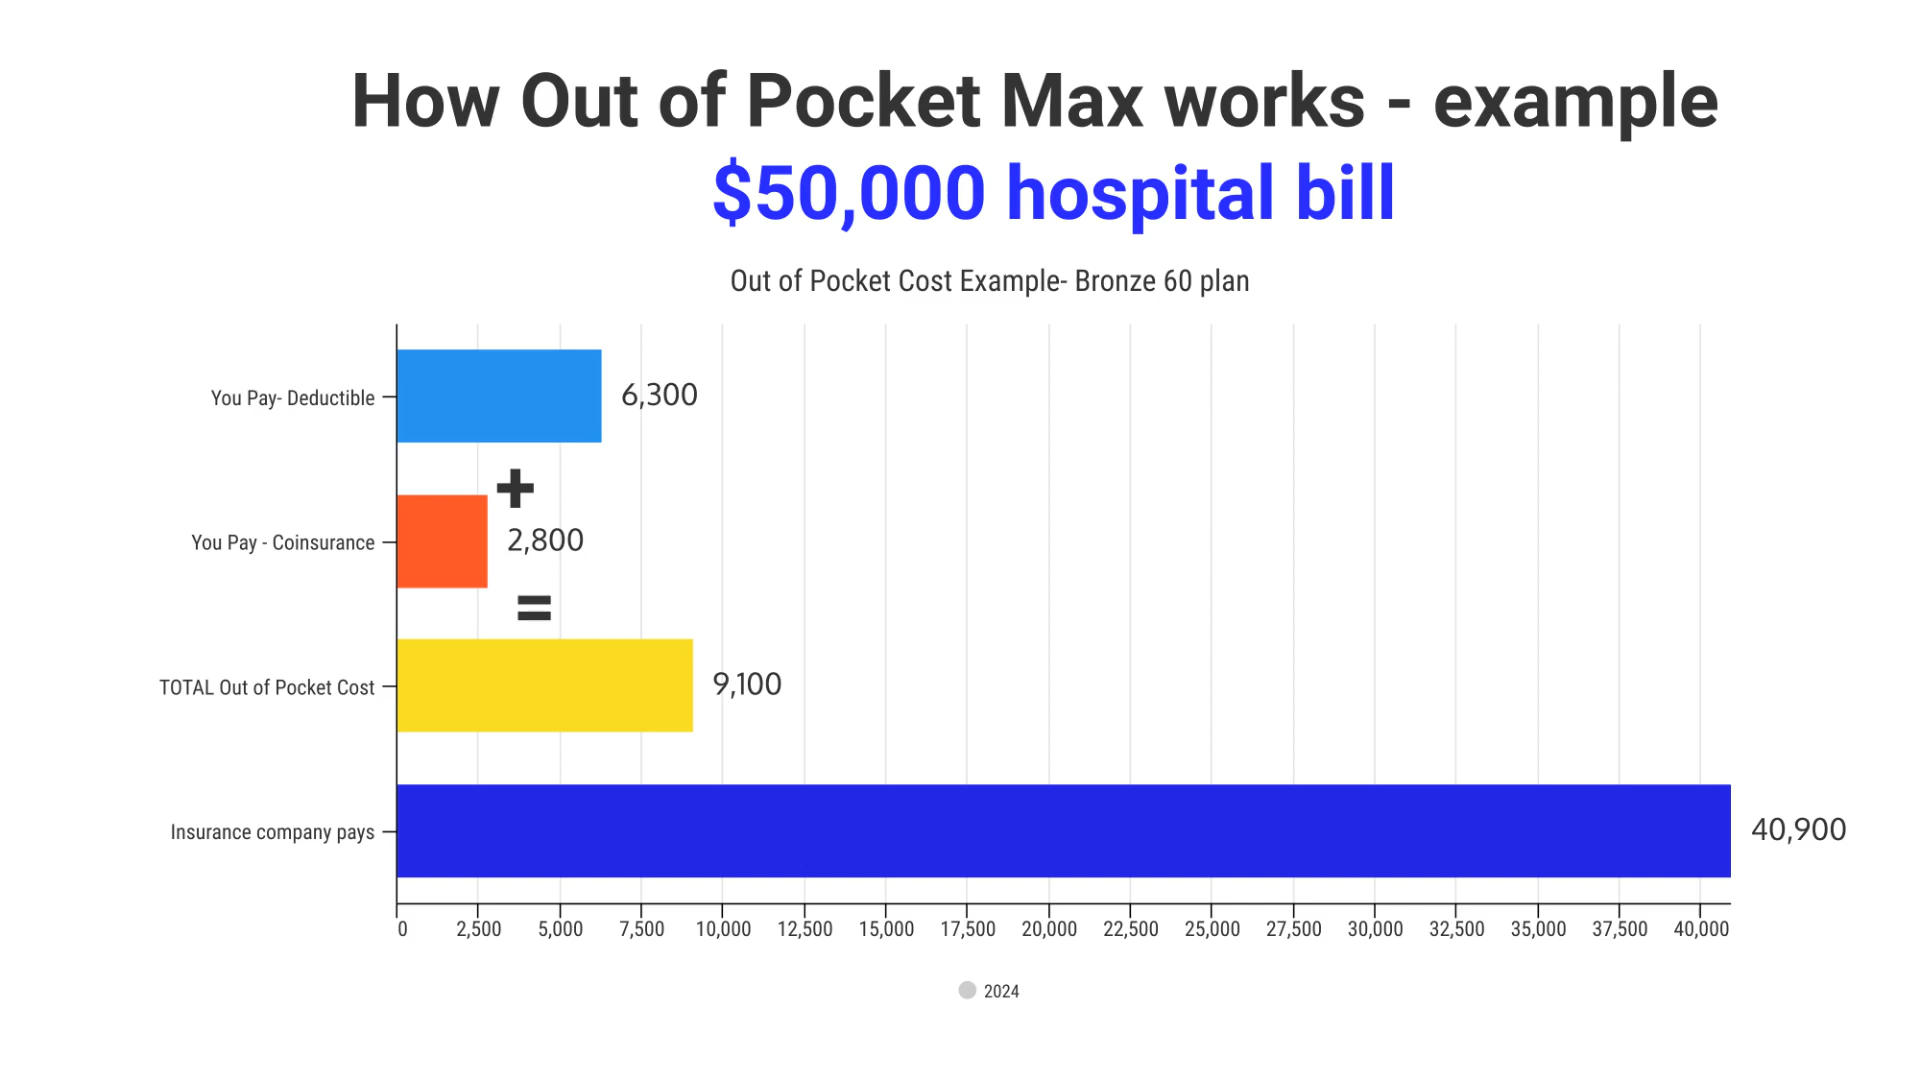 How Out of Pocket Max works - example
$50,000 hospital bill
Out of Pocket Cost Example- Bronze 60 plan
You Pay- Deductible
6,300
+
You Pay - Coinsurance
2,800
=
TOTAL Out of Pocket Cost
9,100
Insurance company pays
40,900
0 2,500 5,000 7,500 10,000 12,500 15,000 17,500 20,000 22,500 25,000 27,500 30,000 32,500 35,000 37,500 40,000
2024